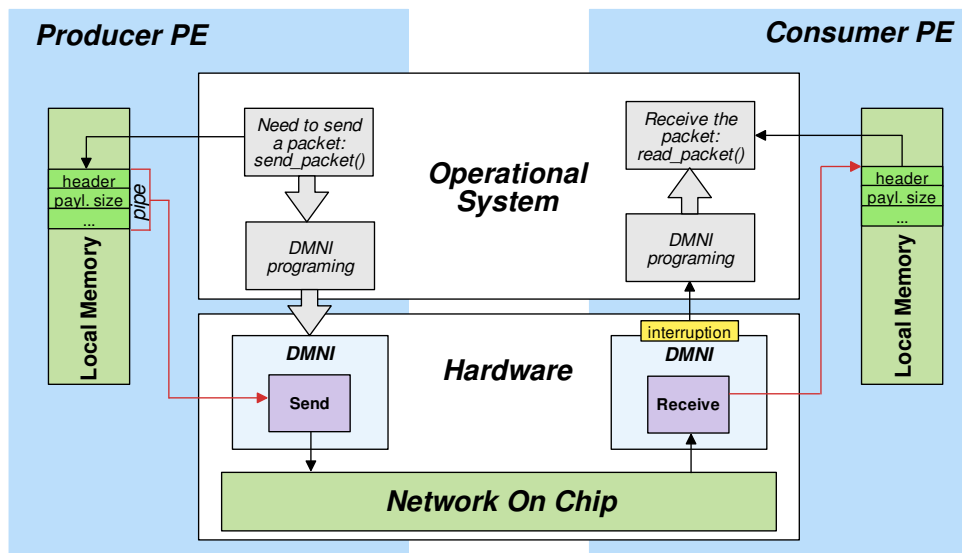 Producer PE
Consumer PE
Need to send
a packet:
send_packet()
Receive the
packet:
read_packet()
Operational
System
header
payl. size
...
pipe
Local Memory
header
payl. size
...
Local Memory
DMNI
programing
DMNI
programing
interruption
DMNI
Send
Hardware
DMNI
Receive
Network On Chip